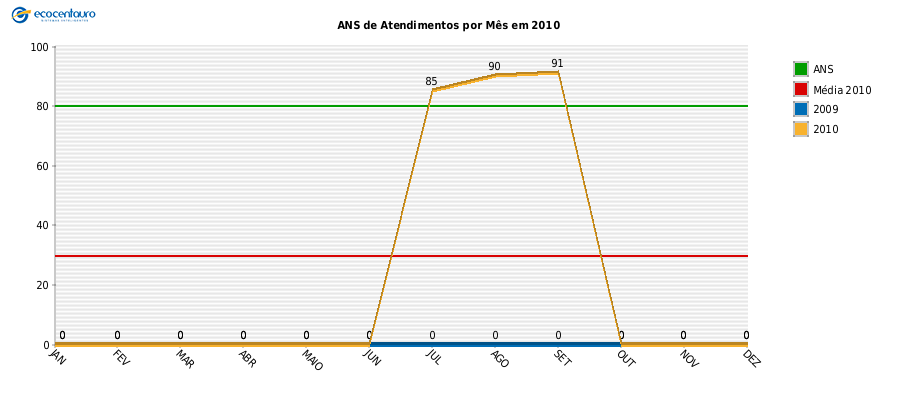 ecocentauro
ANS de Atendimentos por Mês em 2010
100
80
60
40
20
0
85
90
91
0 0 0 0 0 0 0 0 0 0 0 0
JAN FEV MAR ABR MAIO JUN JUL AGO SET OUT NOV DEZ
ANS
Média 2010
2009
2010